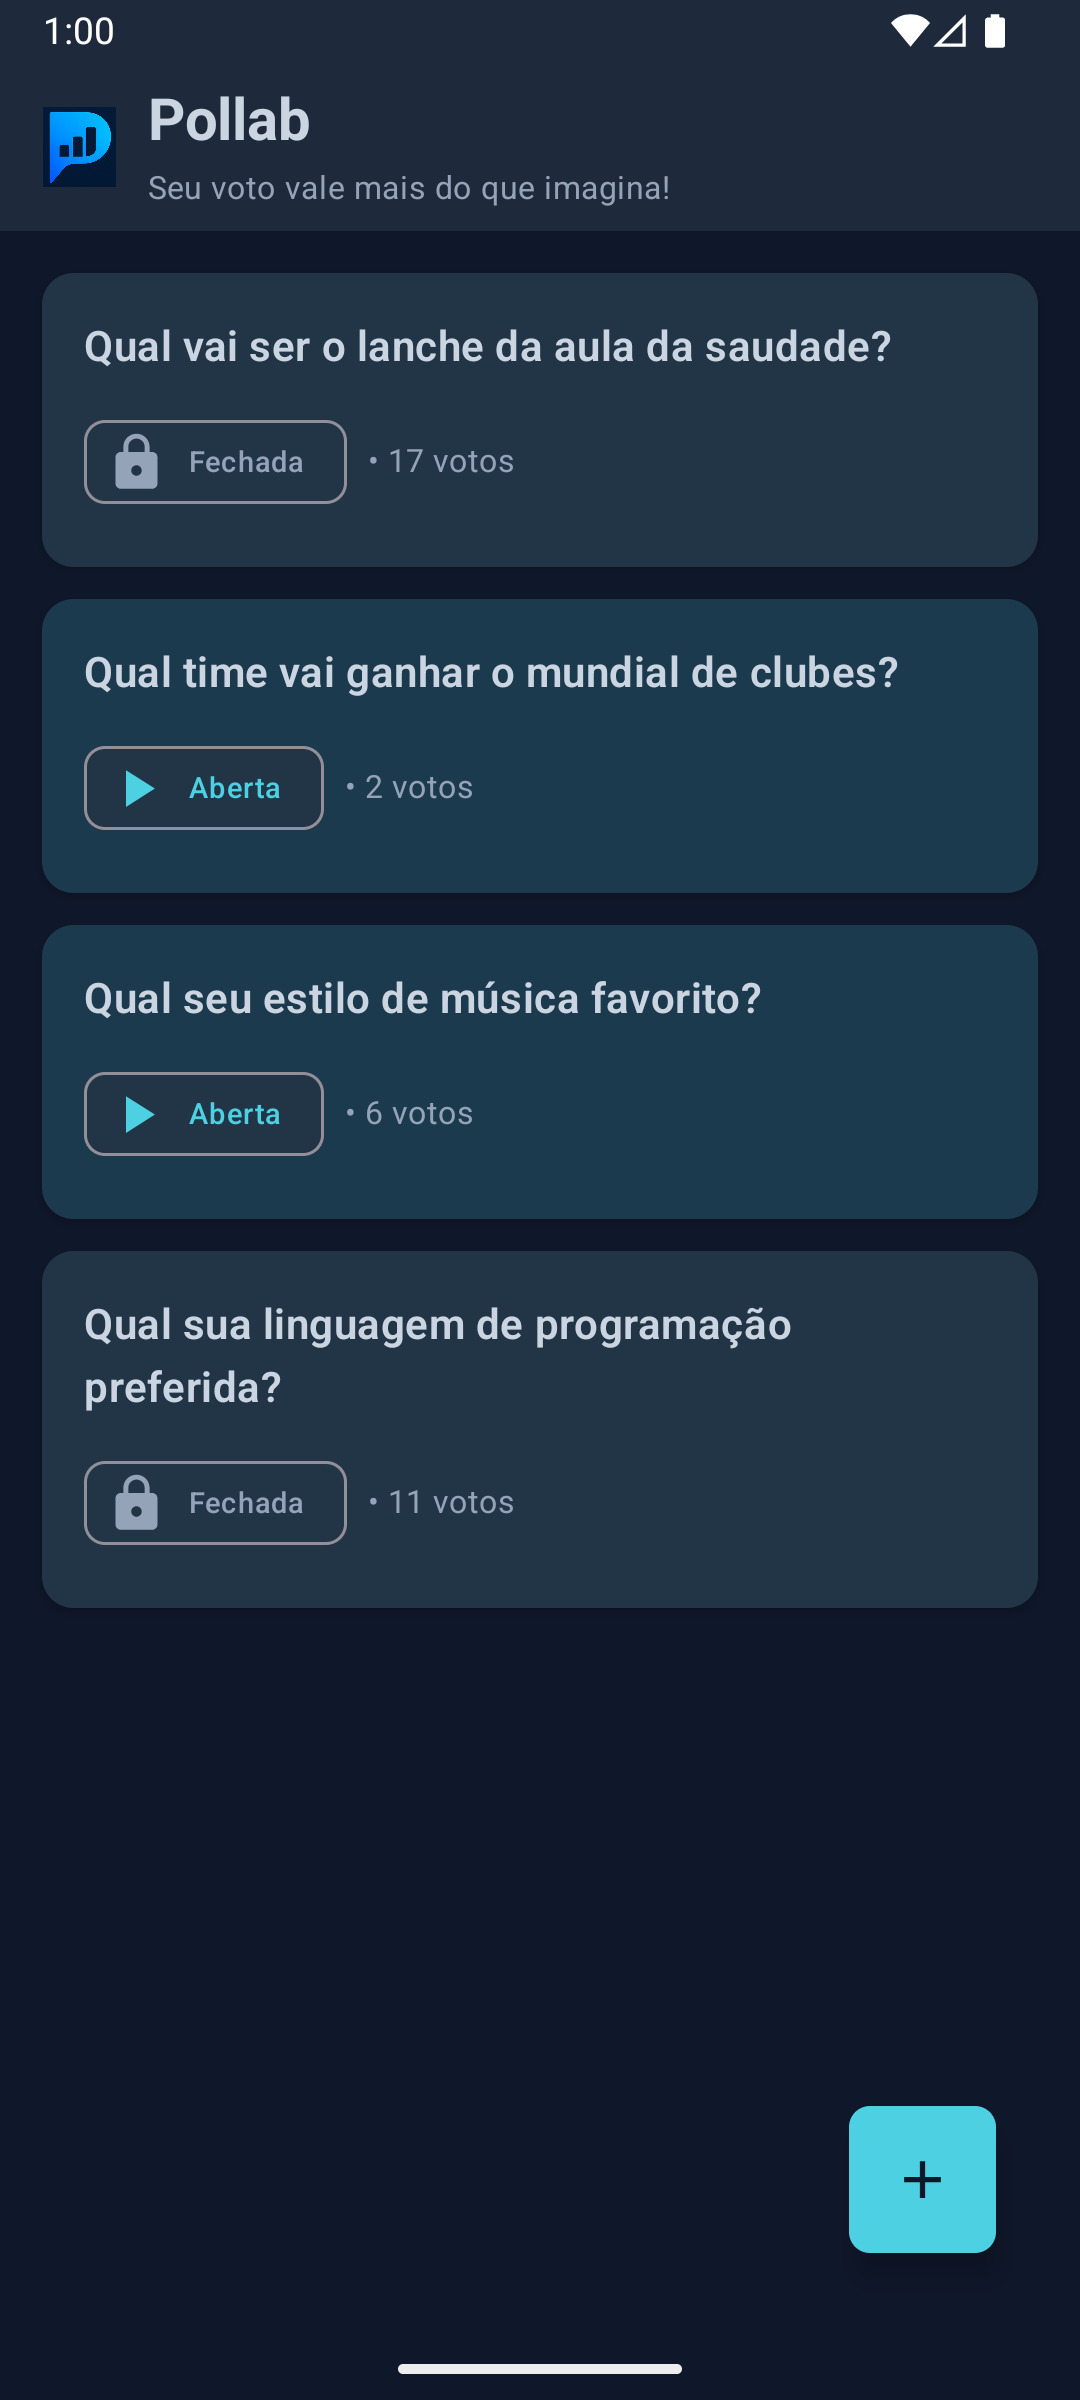 1:00
Pollab
Seu voto vale mais do que imagina!
Qual vai ser o lanche da aula da saudade?
Fechada • 17 votos
Qual time vai ganhar o mundial de clubes?
Aberta • 2 votos
Qual seu estilo de música favorito?
Aberta • 6 votos
Qual sua linguagem de programação
preferida?
Fechada • 11 votos